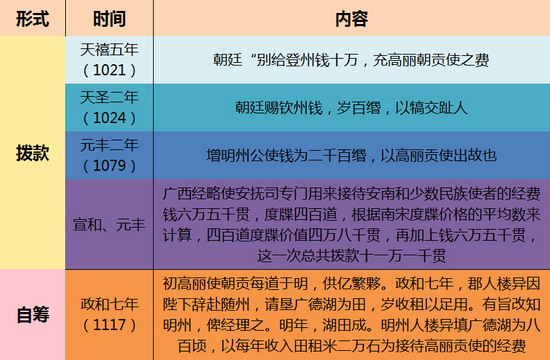 形式 时间 内容
拨款
天禧五年
（1021）
朝廷“别给登州钱十万，充高丽朝贡使之费
天圣二年
（1024）
朝廷赐钦州钱，岁百缗，以犒交趾人
元丰二年
（1079）
增明州公使钱为二千百缗，以高丽贡使出故也
宣和、元丰
广西经略使安抚司专门用来接待安南和少数民族使者的经费
钱六万五千贯，度牒四百道，根据南宋度牒价格的平均数来
计算，四百道度牒价值四万八千贯，再加上钱六万五千贯，
这一次总共拨款十一万一千贯
自筹
政和七年
（1117）
初高丽使朝贡每道于明，供亿繁夥。政和七年，郡人楼异因
陛下辞赴随州，请垦广德湖为田，岁收租以足用。有旨改知
明州，俾经理之。明年，湖田成。明州人楼异填广德湖为八
百顷，以每年收入田租米二万石为接待高丽使的经费